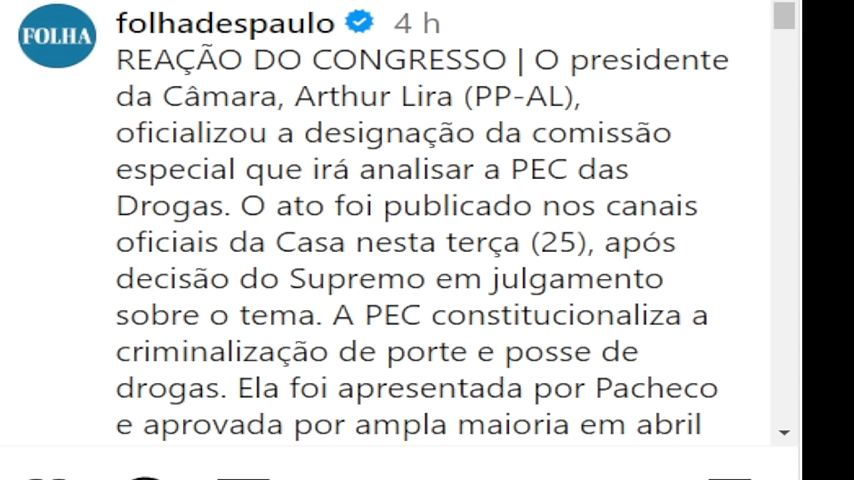 FOLHA
folhadespaulo 4 h
REAÇÃO DO CONGRESSO | O presidente
da Câmara, Arthur Lira (PP-AL),
oficializou a designação da comissão
especial que irá analisar a PEC das
Drogas. O ato foi publicado nos canais
oficiais da Casa nesta terça (25), após
decisão do Supremo em julgamento
sobre o tema. A PEC constitucionaliza a
criminalização de porte e posse de
drogas. Ela foi apresentada por Pacheco
e aprovada por ampla maioria em abril